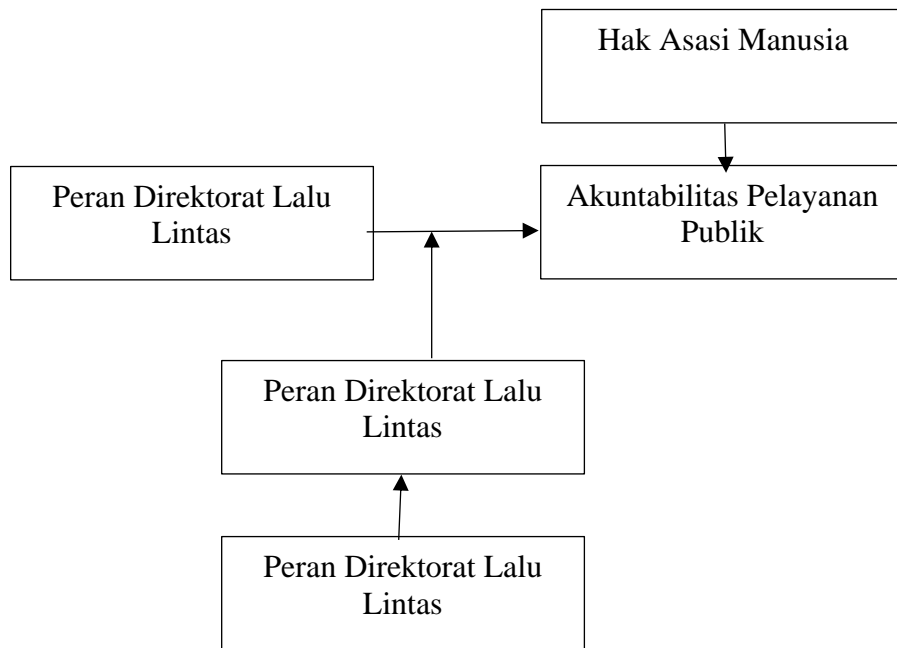 Hak Asasi Manusia
Peran Direktorat Lalu
Lintas
Akuntabilitas Pelayanan
Publik
Peran Direktorat Lalu
Lintas
Peran Direktorat Lalu
Lintas